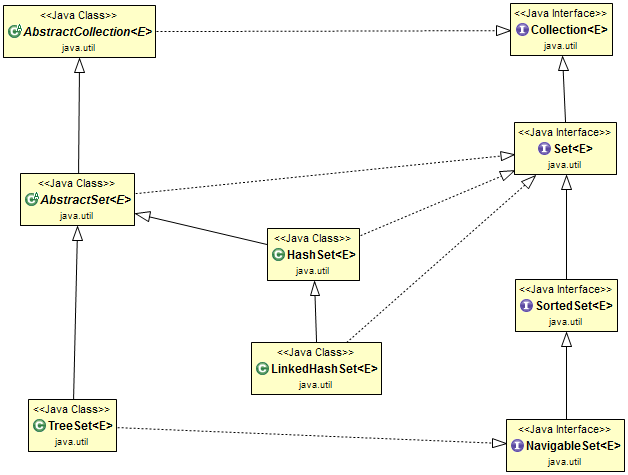 <<Java Class>>
AbstractCollection<E>
java.util
<<Java Interface>>
Collection<E>
java.util
<<Java Interface>>
Set<E>
java.util
<<Java Class>>
AbstractSet<E>
java.util
<<Java Class>>
HashSet<E>
java.util
<<Java Interface>>
SortedSet<E>
java.util
<<Java Class>>
LinkedHashSet<E>
java.util
<<Java Class>>
TreeSet<E>
java.util
<<Java Interface>>
NavigableSet<E>
java.util